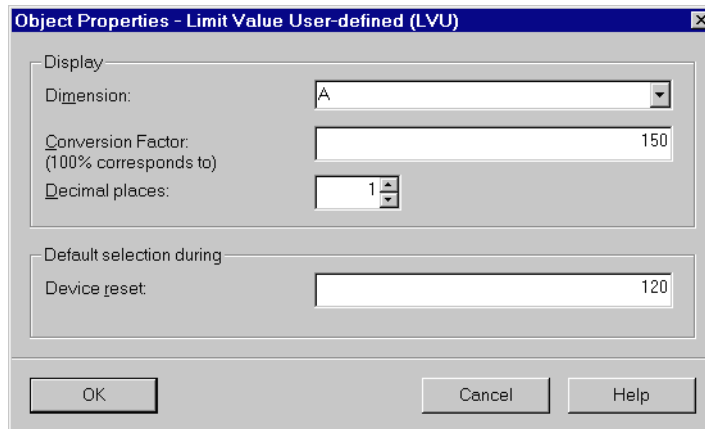 Object Properties - Limit Value User-defined (LVU)
Display
Dimension: A
Conversion Factor: 150
(100% corresponds to)
Decimal places: 1
Default selection during
Device reset: 120
OK Cancel Help